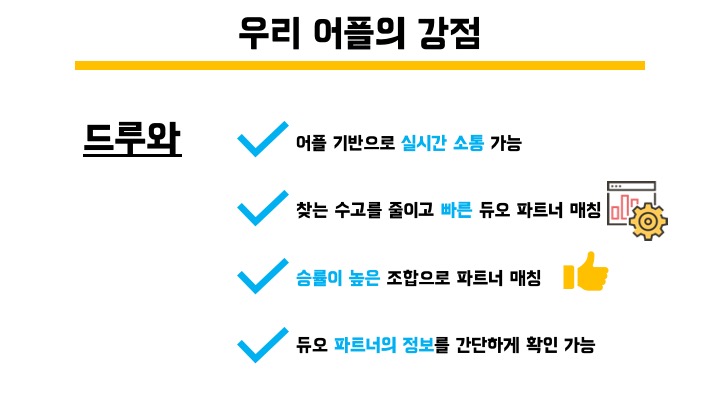 우리 어플의 강점
드루와
어플 기반으로 실시간 소통 가능
찾는 수고를 줄이고 빠른 듀오 파트너 매칭
승률이 높은 조합으로 파트너 매칭
듀오 파트너의 정보를 간단하게 확인 가능